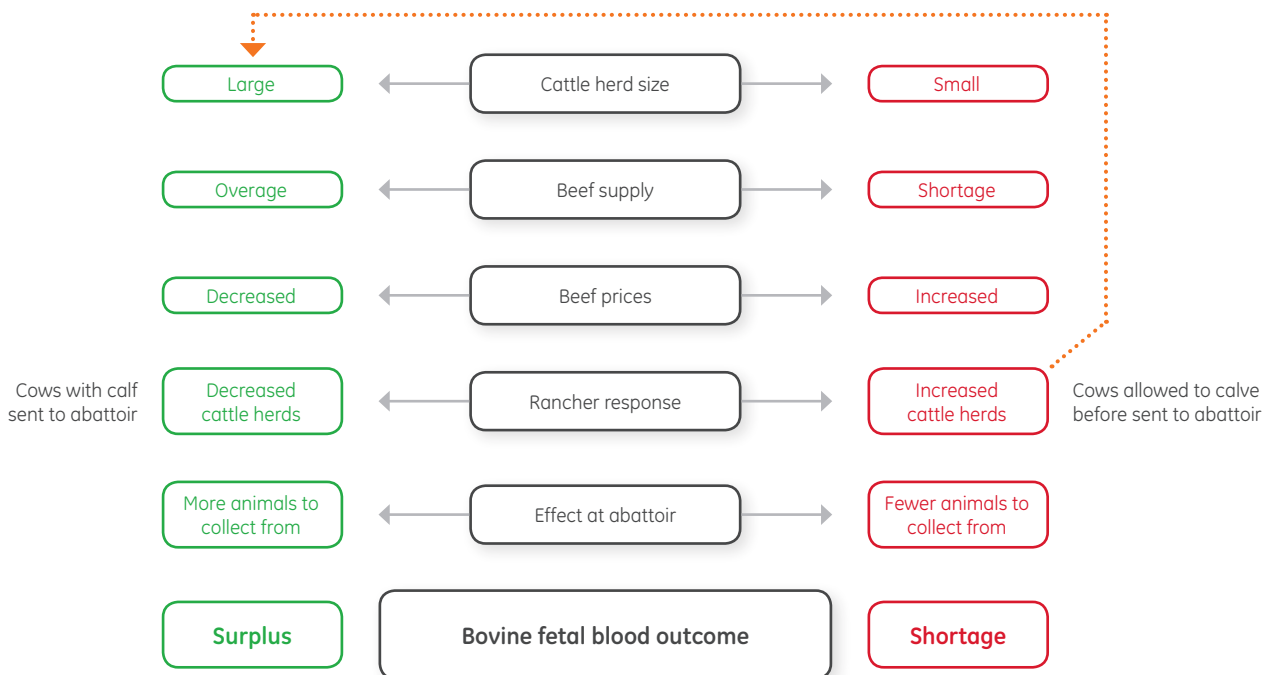 Large
Cattle herd size
Small
Overage
Beef supply
Shortage
Decreased
Beef prices
Increased
Cows with calf
sent to abattoir
Decreased
cattle herds
Rancher response
Increased
cattle herds
Cows allowed to calve
before sent to abattoir
More animals to
collect from
Effect at abattoir
Fewer animals to
collect from
Surplus
Bovine fetal blood outcome
Shortage